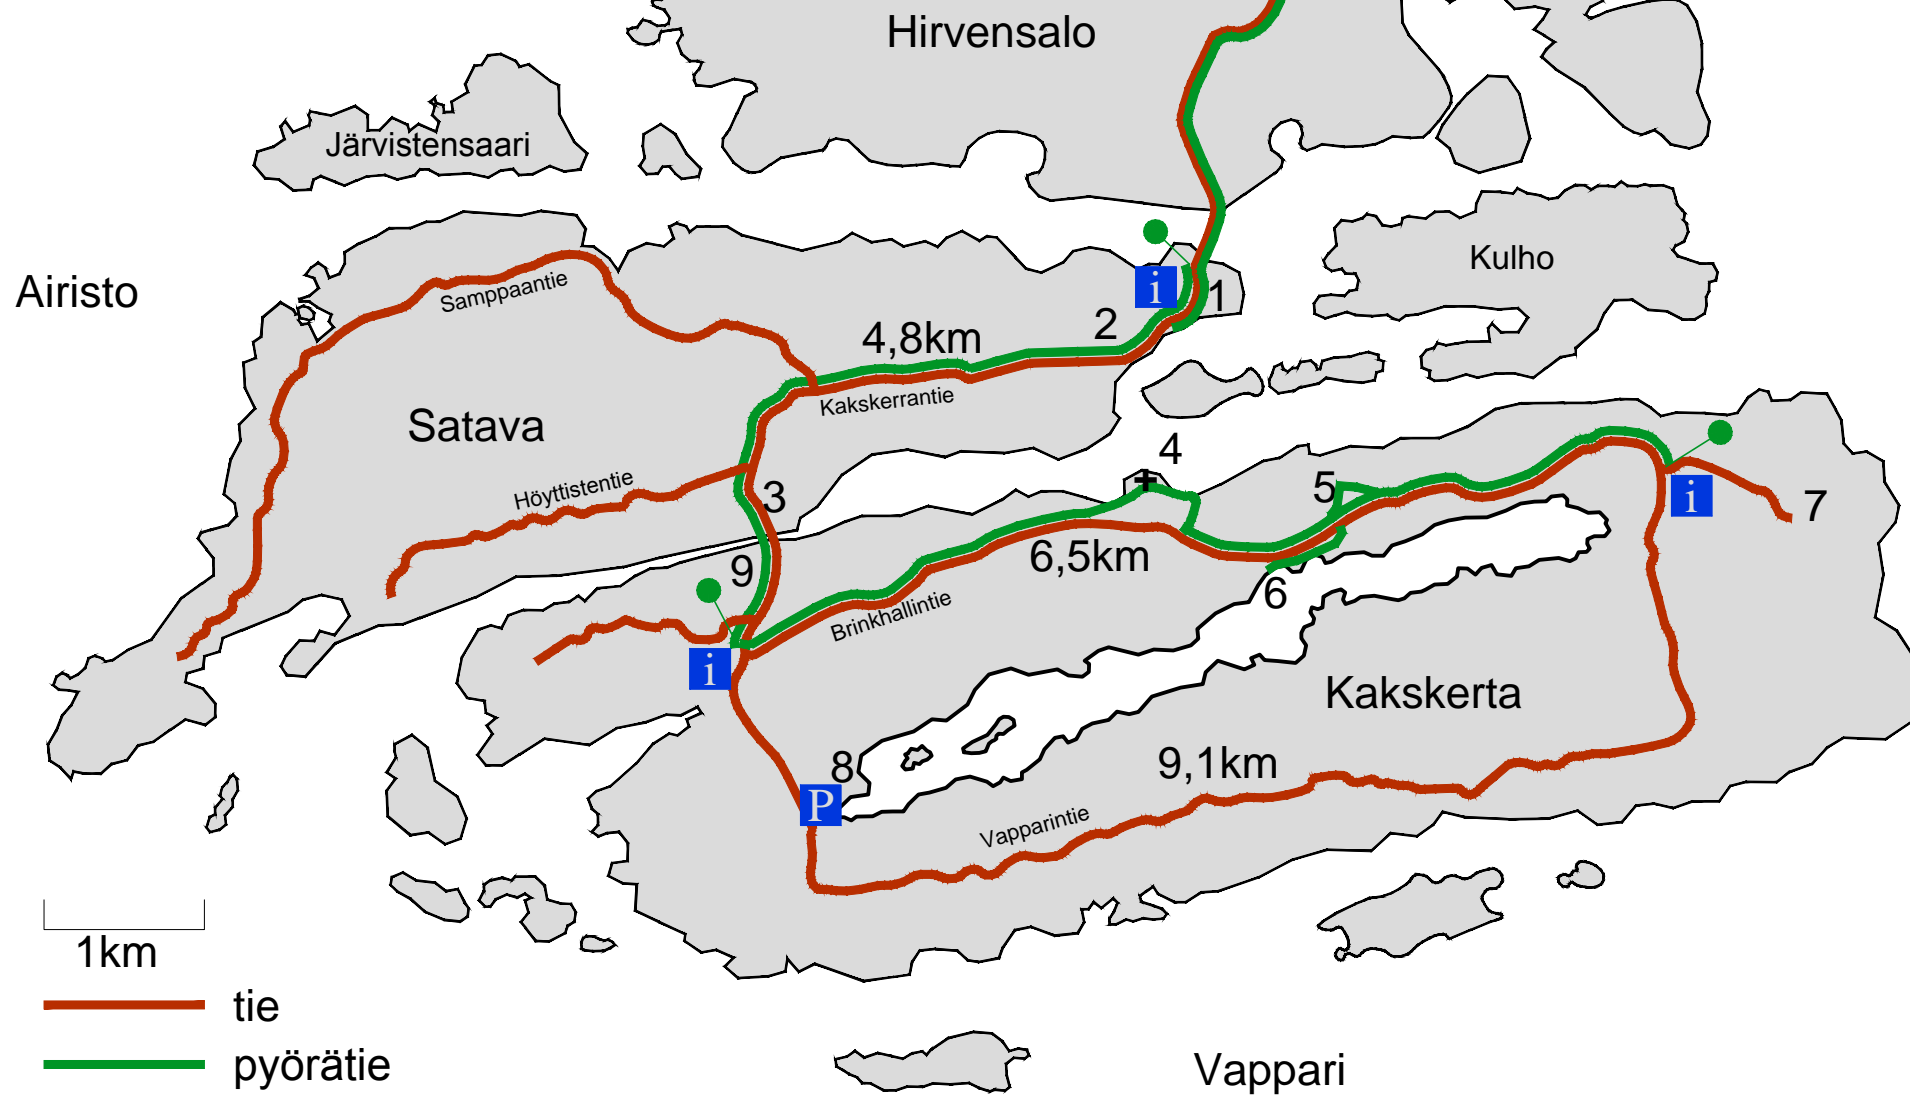 Hirvensalo
Järvistensaari
Kulho
Airisto
Samppaantie
i
1
2
4,8km
Kakskerrantie
Satava
4
Höyttistentie
3
5
i
7
6,5km
9
6
Brinkhallintie
i
Kakskerta
8
9,1km
P
Vapparintie
1km
tie
pyörätie
Vappari